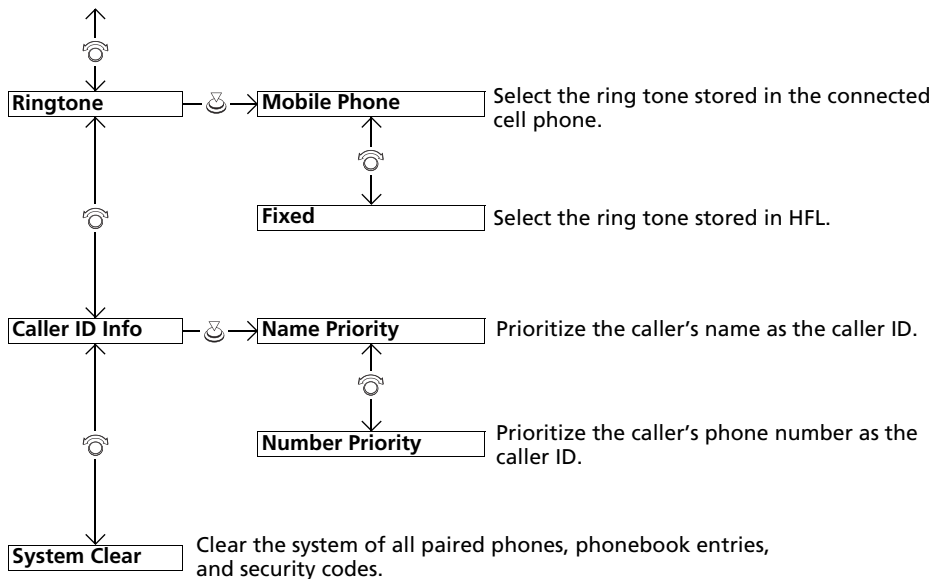 Ringtone
Mobile Phone
Select the ring tone stored in the connected
cell phone.
Fixed
Select the ring tone stored in HFL.
Caller ID Info
Name Priority
Prioritize the caller’s name as the caller ID.
Number Priority
Prioritize the caller’s phone number as the
caller ID.
System Clear
Clear the system of all paired phones, phonebook entries,
and security codes.